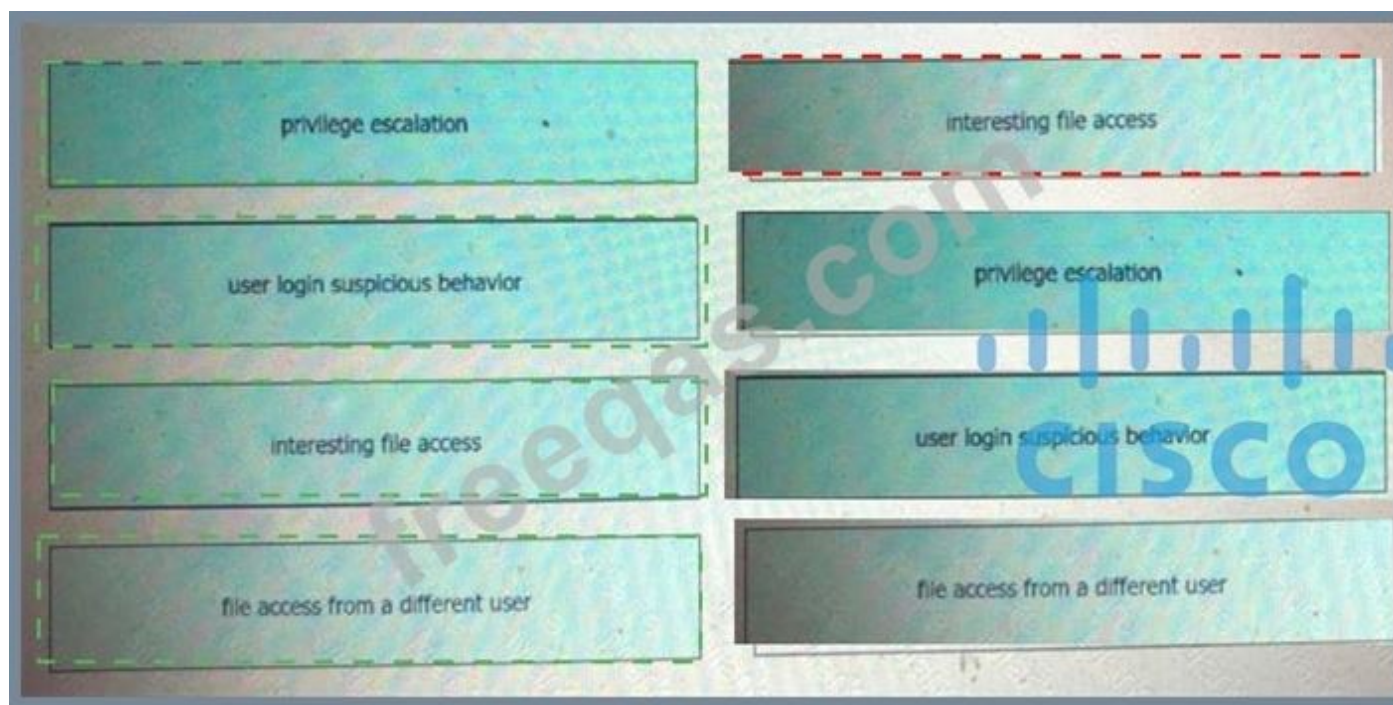 privilege escalation
interesting file access
user login suspicious behavior
privilege escalation
interesting file access
user login suspicious behavior
file access from a different user
file access from a different user
freeqas.com
CISCO